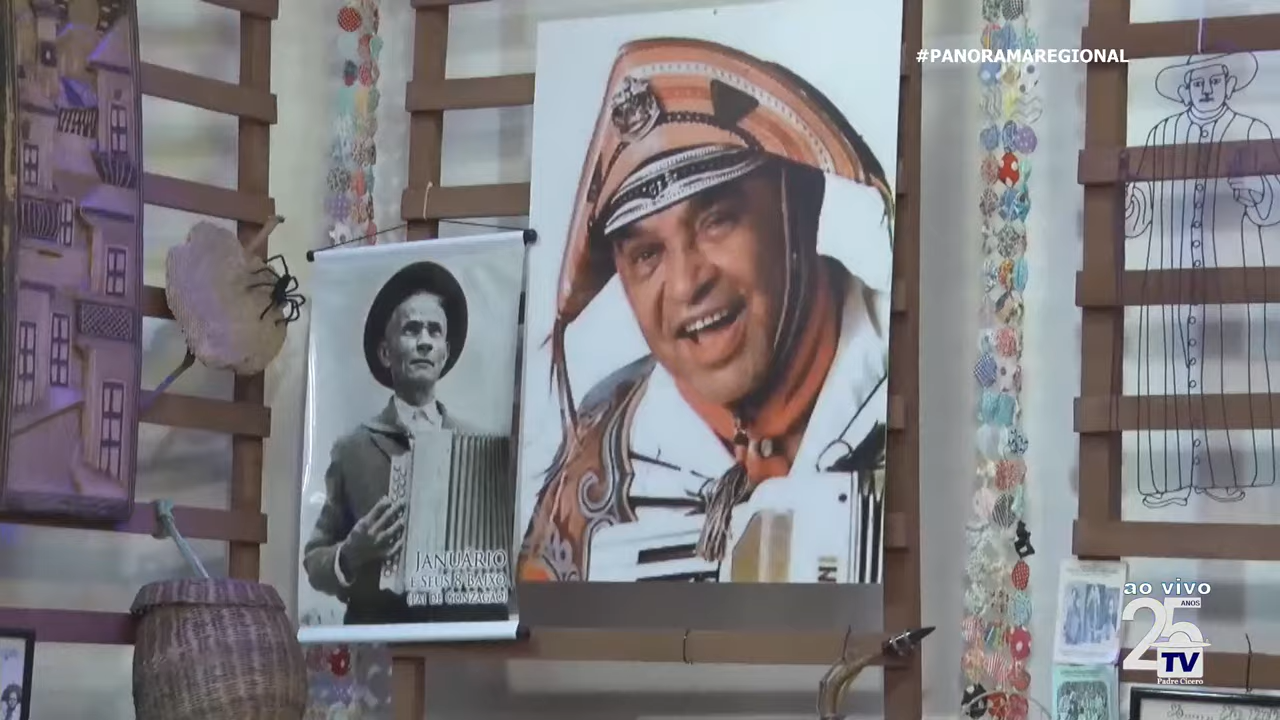 #PANORAMAREGIONAL
JANUÁRIO
E SEUS 8 BAIXO
(PAI DE GONZAGÃO)
ao vivo
25 ANOS
TV
Padre Cícero